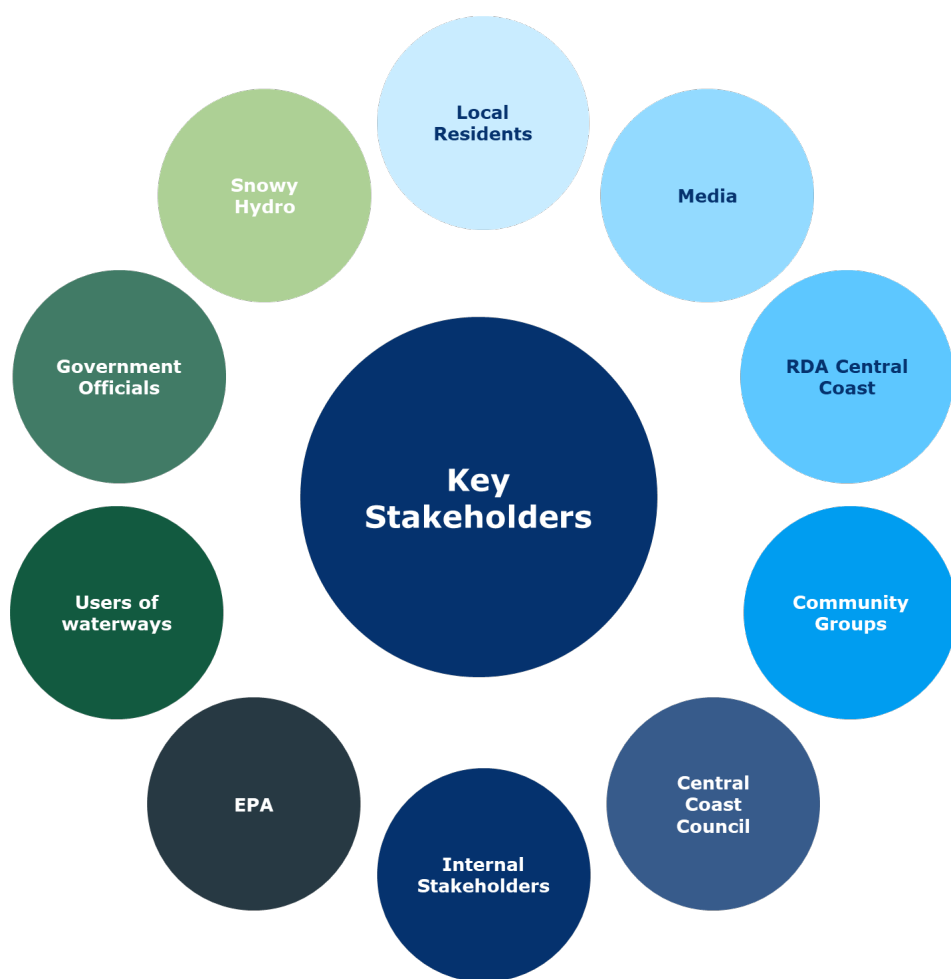 Local
Residents
Media
RDA Central
Coast
Community
Groups
Central
Coast
Council
Internal
Stakeholders
EPA
Users of
waterways
Government
Officials
Snowy
Hydro
Key
Stakeholders